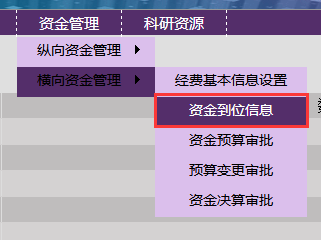 资金管理 科研资源
纵向资金管理
横向资金管理 经费基本信息设置
资金到位信息
资金预算审批
预算变更审批
资金决算审批